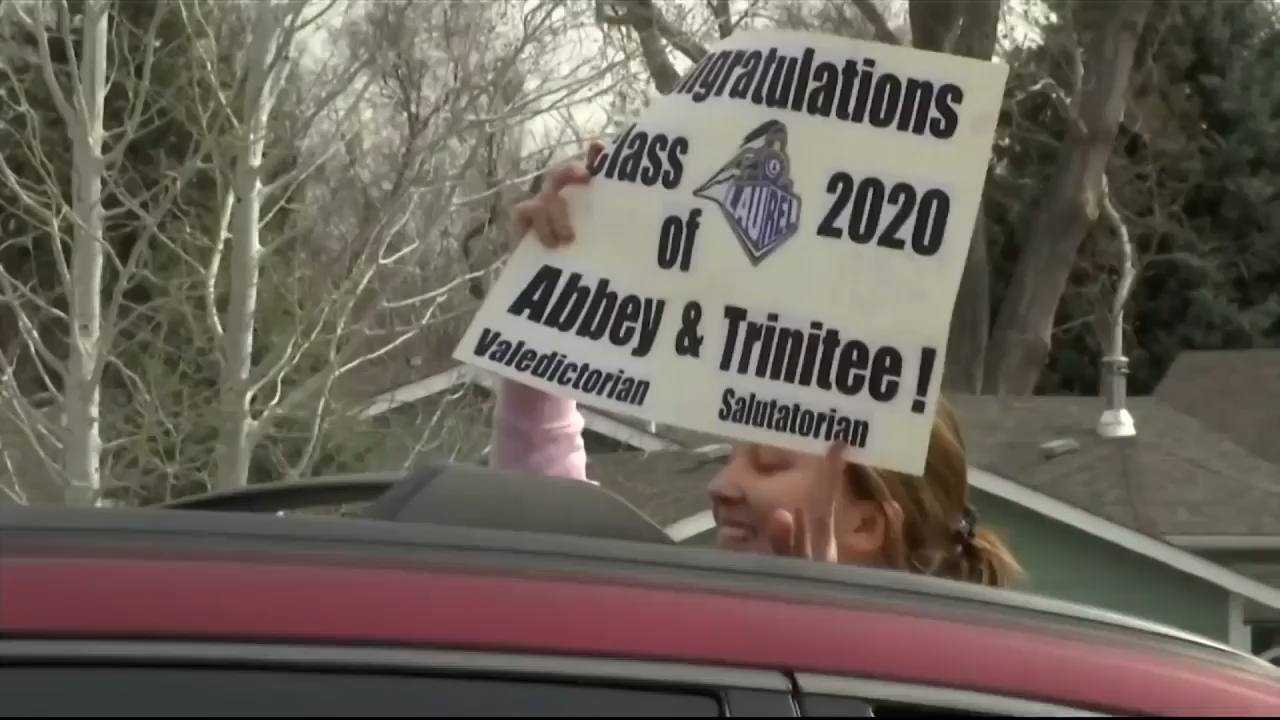 ngratulations
Class
LAUREL
2020
of
Abbey & Trinitee !
Valedictorian
Salutatorian